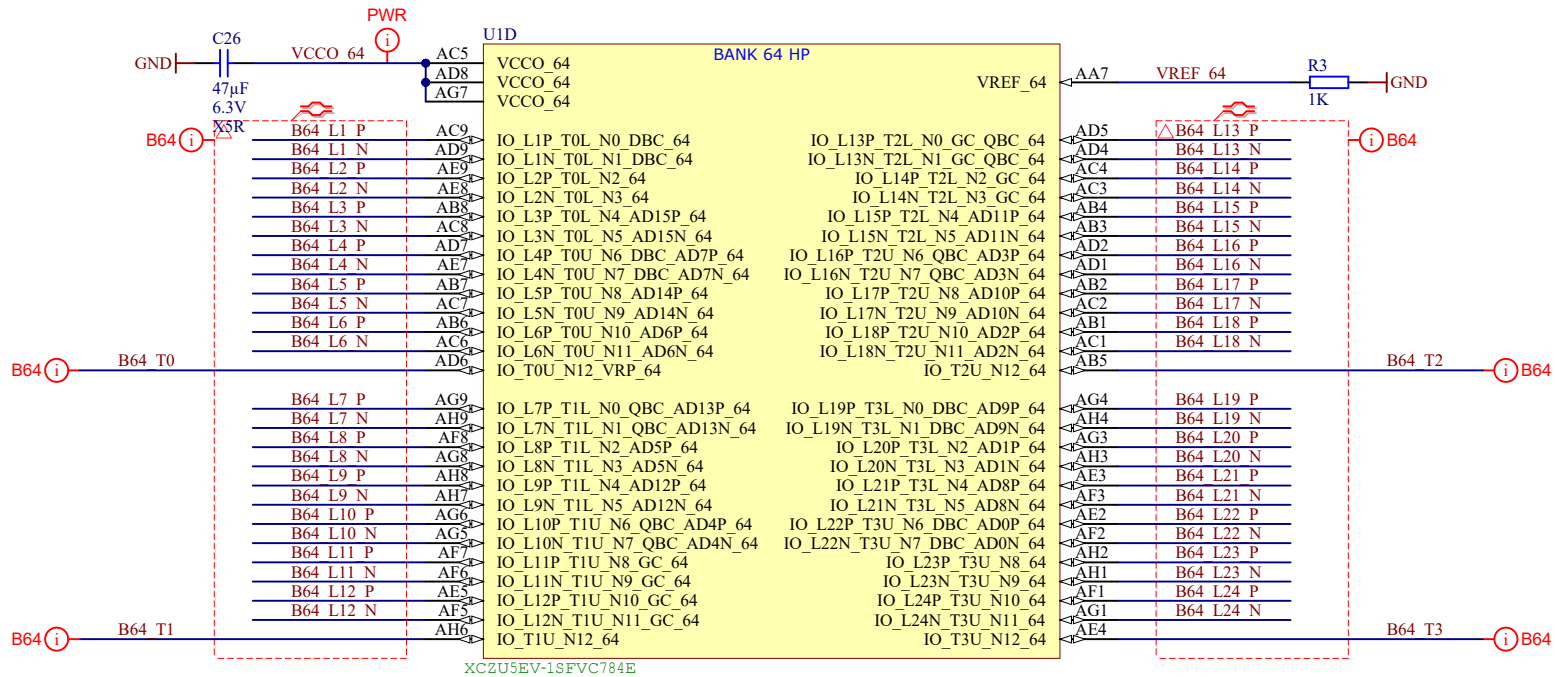 PWR
C26
U1D
BANK 64 HP
GND
VCCO_64
AC5
VCCO_64
AD8
VCCO_64
AG7
VCCO_64
47µF
6.3V
X5R
VREF_64
AA7
VREF_64
R3
1K
GND
B64
B64_L1_P AC9 IO_L1P_T0L_N0_DBC_64
B64_L1_N AD9 IO_L1N_T0L_N1_DBC_64
B64_L2_P AE9 IO_L2P_T0L_N2_64
B64_L2_N AE8 IO_L2N_T0L_N3_64
B64_L3_P AB8 IO_L3P_T0L_N4_AD15P_64
B64_L3_N AC8 IO_L3N_T0L_N5_AD15N_64
B64_L4_P AD7 IO_L4P_T0U_N6_DBC_AD7P_64
B64_L4_N AE7 IO_L4N_T0U_N7_DBC_AD7N_64
B64_L5_P AB7 IO_L5P_T0U_N8_AD14P_64
B64_L5_N AC7 IO_L5N_T0U_N9_AD14N_64
B64_L6_P AB6 IO_L6P_T0U_N10_AD6P_64
B64_L6_N AC6 IO_L6N_T0U_N11_AD6N_64
B64 B64_T0 AD6 IO_T0U_N12_VRP_64
B64_L7_P AG9 IO_L7P_T1L_N0_QBC_AD13P_64
B64_L7_N AH9 IO_L7N_T1L_N1_QBC_AD13N_64
B64_L8_P AF8 IO_L8P_T1L_N2_AD5P_64
B64_L8_N AG8 IO_L8N_T1L_N3_AD5N_64
B64_L9_P AH8 IO_L9P_T1L_N4_AD12P_64
B64_L9_N AH7 IO_L9N_T1L_N5_AD12N_64
B64_L10_P AG6 IO_L10P_T1U_N6_QBC_AD4P_64
B64_L10_N AG5 IO_L10N_T1U_N7_QBC_AD4N_64
B64_L11_P AF7 IO_L11P_T1U_N8_GC_64
B64_L11_N AF6 IO_L11N_T1U_N9_GC_64
B64_L12_P AE5 IO_L12P_T1U_N10_GC_64
B64_L12_N AF5 IO_L12N_T1U_N11_GC_64
B64 B64_T1 AH6 IO_T1U_N12_64
IO_L13P_T2L_N0_GC_QBC_64 AD5 B64_L13_P B64
IO_L13N_T2L_N1_GC_QBC_64 AD4 B64_L13_N
IO_L14P_T2L_N2_GC_64 AC4 B64_L14_P
IO_L14N_T2L_N3_GC_64 AC3 B64_L14_N
IO_L15P_T2L_N4_AD11P_64 AB4 B64_L15_P
IO_L15N_T2L_N5_AD11N_64 AB3 B64_L15_N
IO_L16P_T2U_N6_QBC_AD3P_64 AD2 B64_L16_P
IO_L16N_T2U_N7_QBC_AD3N_64 AD1 B64_L16_N
IO_L17P_T2U_N8_AD10P_64 AB2 B64_L17_P
IO_L17N_T2U_N9_AD10N_64 AC2 B64_L17_N
IO_L18P_T2U_N10_AD2P_64 AB1 B64_L18_P
IO_L18N_T2U_N11_AD2N_64 AC1 B64_L18_N
IO_T2U_N12_64 AB5 B64_T2 B64
IO_L19P_T3L_N0_DBC_AD9P_64 AG4 B64_L19_P
IO_L19N_T3L_N1_DBC_AD9N_64 AH4 B64_L19_N
IO_L20P_T3L_N2_AD1P_64 AG3 B64_L20_P
IO_L20N_T3L_N3_AD1N_64 AH3 B64_L20_N
IO_L21P_T3L_N4_AD8P_64 AE3 B64_L21_P
IO_L21N_T3L_N5_AD8N_64 AF3 B64_L21_N
IO_L22P_T3U_N6_DBC_AD0P_64 AE2 B64_L22_P
IO_L22N_T3U_N7_DBC_AD0N_64 AF2 B64_L22_N
IO_L23P_T3U_N8_64 AH2 B64_L23_P
IO_L23N_T3U_N9_64 AH1 B64_L23_N
IO_L24P_T3U_N10_64 AF1 B64_L24_P
IO_L24N_T3U_N11_64 AG1 B64_L24_N
IO_T3U_N12_64 AE4 B64_T3 B64
XCZU5EV-1SFVC784E